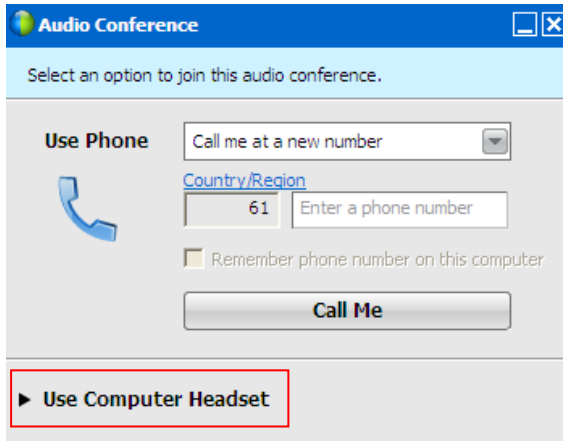 Audio Conference
Select an option to join this audio conference.
Use Phone
Call me at a new number
Country/Region
61
Enter a phone number
Remember phone number on this computer
Call Me
Use Computer Headset